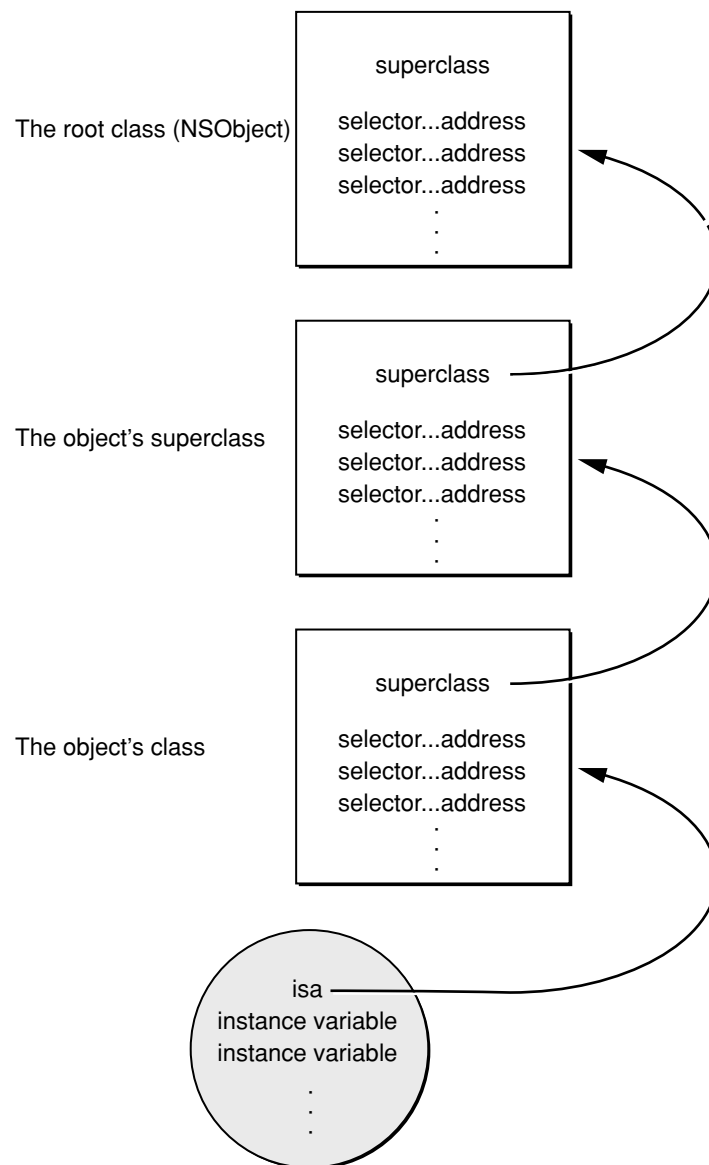 superclass
The root class (NSObject)
selector...address
selector...address
selector...address
.
.
.
superclass
The object's superclass
selector...address
selector...address
selector...address
.
.
.
superclass
The object's class
selector...address
selector...address
selector...address
.
.
.
isa
instance variable
instance variable
.
.
.